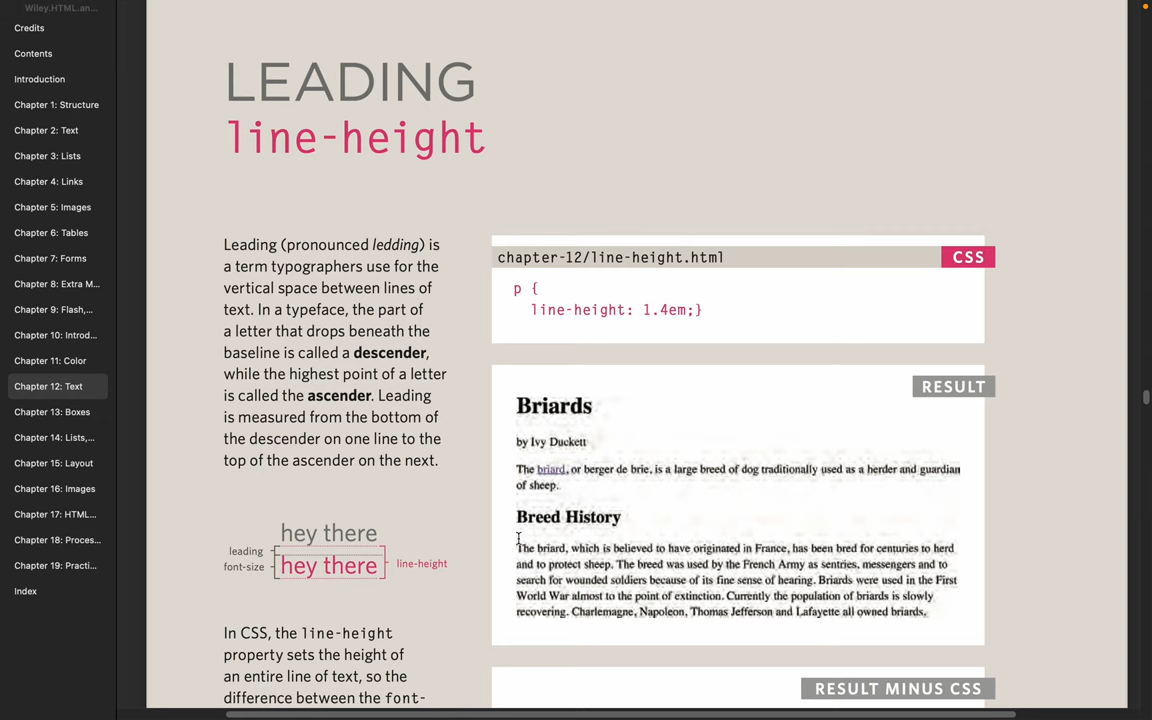 Wiley.HTML.an...
Credits
Contents
Introduction
Chapter 1: Structure
Chapter 2: Text
Chapter 3: Lists
Chapter 4: Links
Chapter 5: Images
Chapter 6: Tables
Chapter 7: Forms
Chapter 8: Extra M...
Chapter 9: Flash,...
Chapter 10: Introd...
Chapter 11: Color
Chapter 12: Text
Chapter 13: Boxes
Chapter 14: Lists,...
Chapter 15: Layout
Chapter 16: Images
Chapter 17: HTML...
Chapter 18: Proces...
Chapter 19: Practi...
Index
LEADING
line-height
Leading (pronounced ledding) is
a term typographers use for the
vertical space between lines of
text. In a typeface, the part of
a letter that drops beneath the
baseline is called a descender,
while the highest point of a letter
is called the ascender. Leading
is measured from the bottom of
the descender on one line to the
top of the ascender on the next.
hey there
leading
font-size
hey there
line-height
In CSS, the line-height
property sets the height of
an entire line of text, so the
difference between the font-
chapter-12/line-height.html
CSS
p {
line-height: 1.4em;}
RESULT
Briards
by Ivy Duckett
The briard, or berger de brie, is a large breed of dog traditionally used as a herder and guardian
of sheep.
Breed History
The briard, which is believed to have originated in France, has been bred for centuries to herd
and to protect sheep. The breed was used by the French Army as sentries, messengers and to
search for wounded soldiers because of its fine sense of hearing. Briards were used in the First
World War almost to the point of extinction. Currently the population of briards is slowly
recovering. Charlemagne, Napoleon, Thomas Jefferson and Lafayette all owned briards.
RESULT MINUS CSS